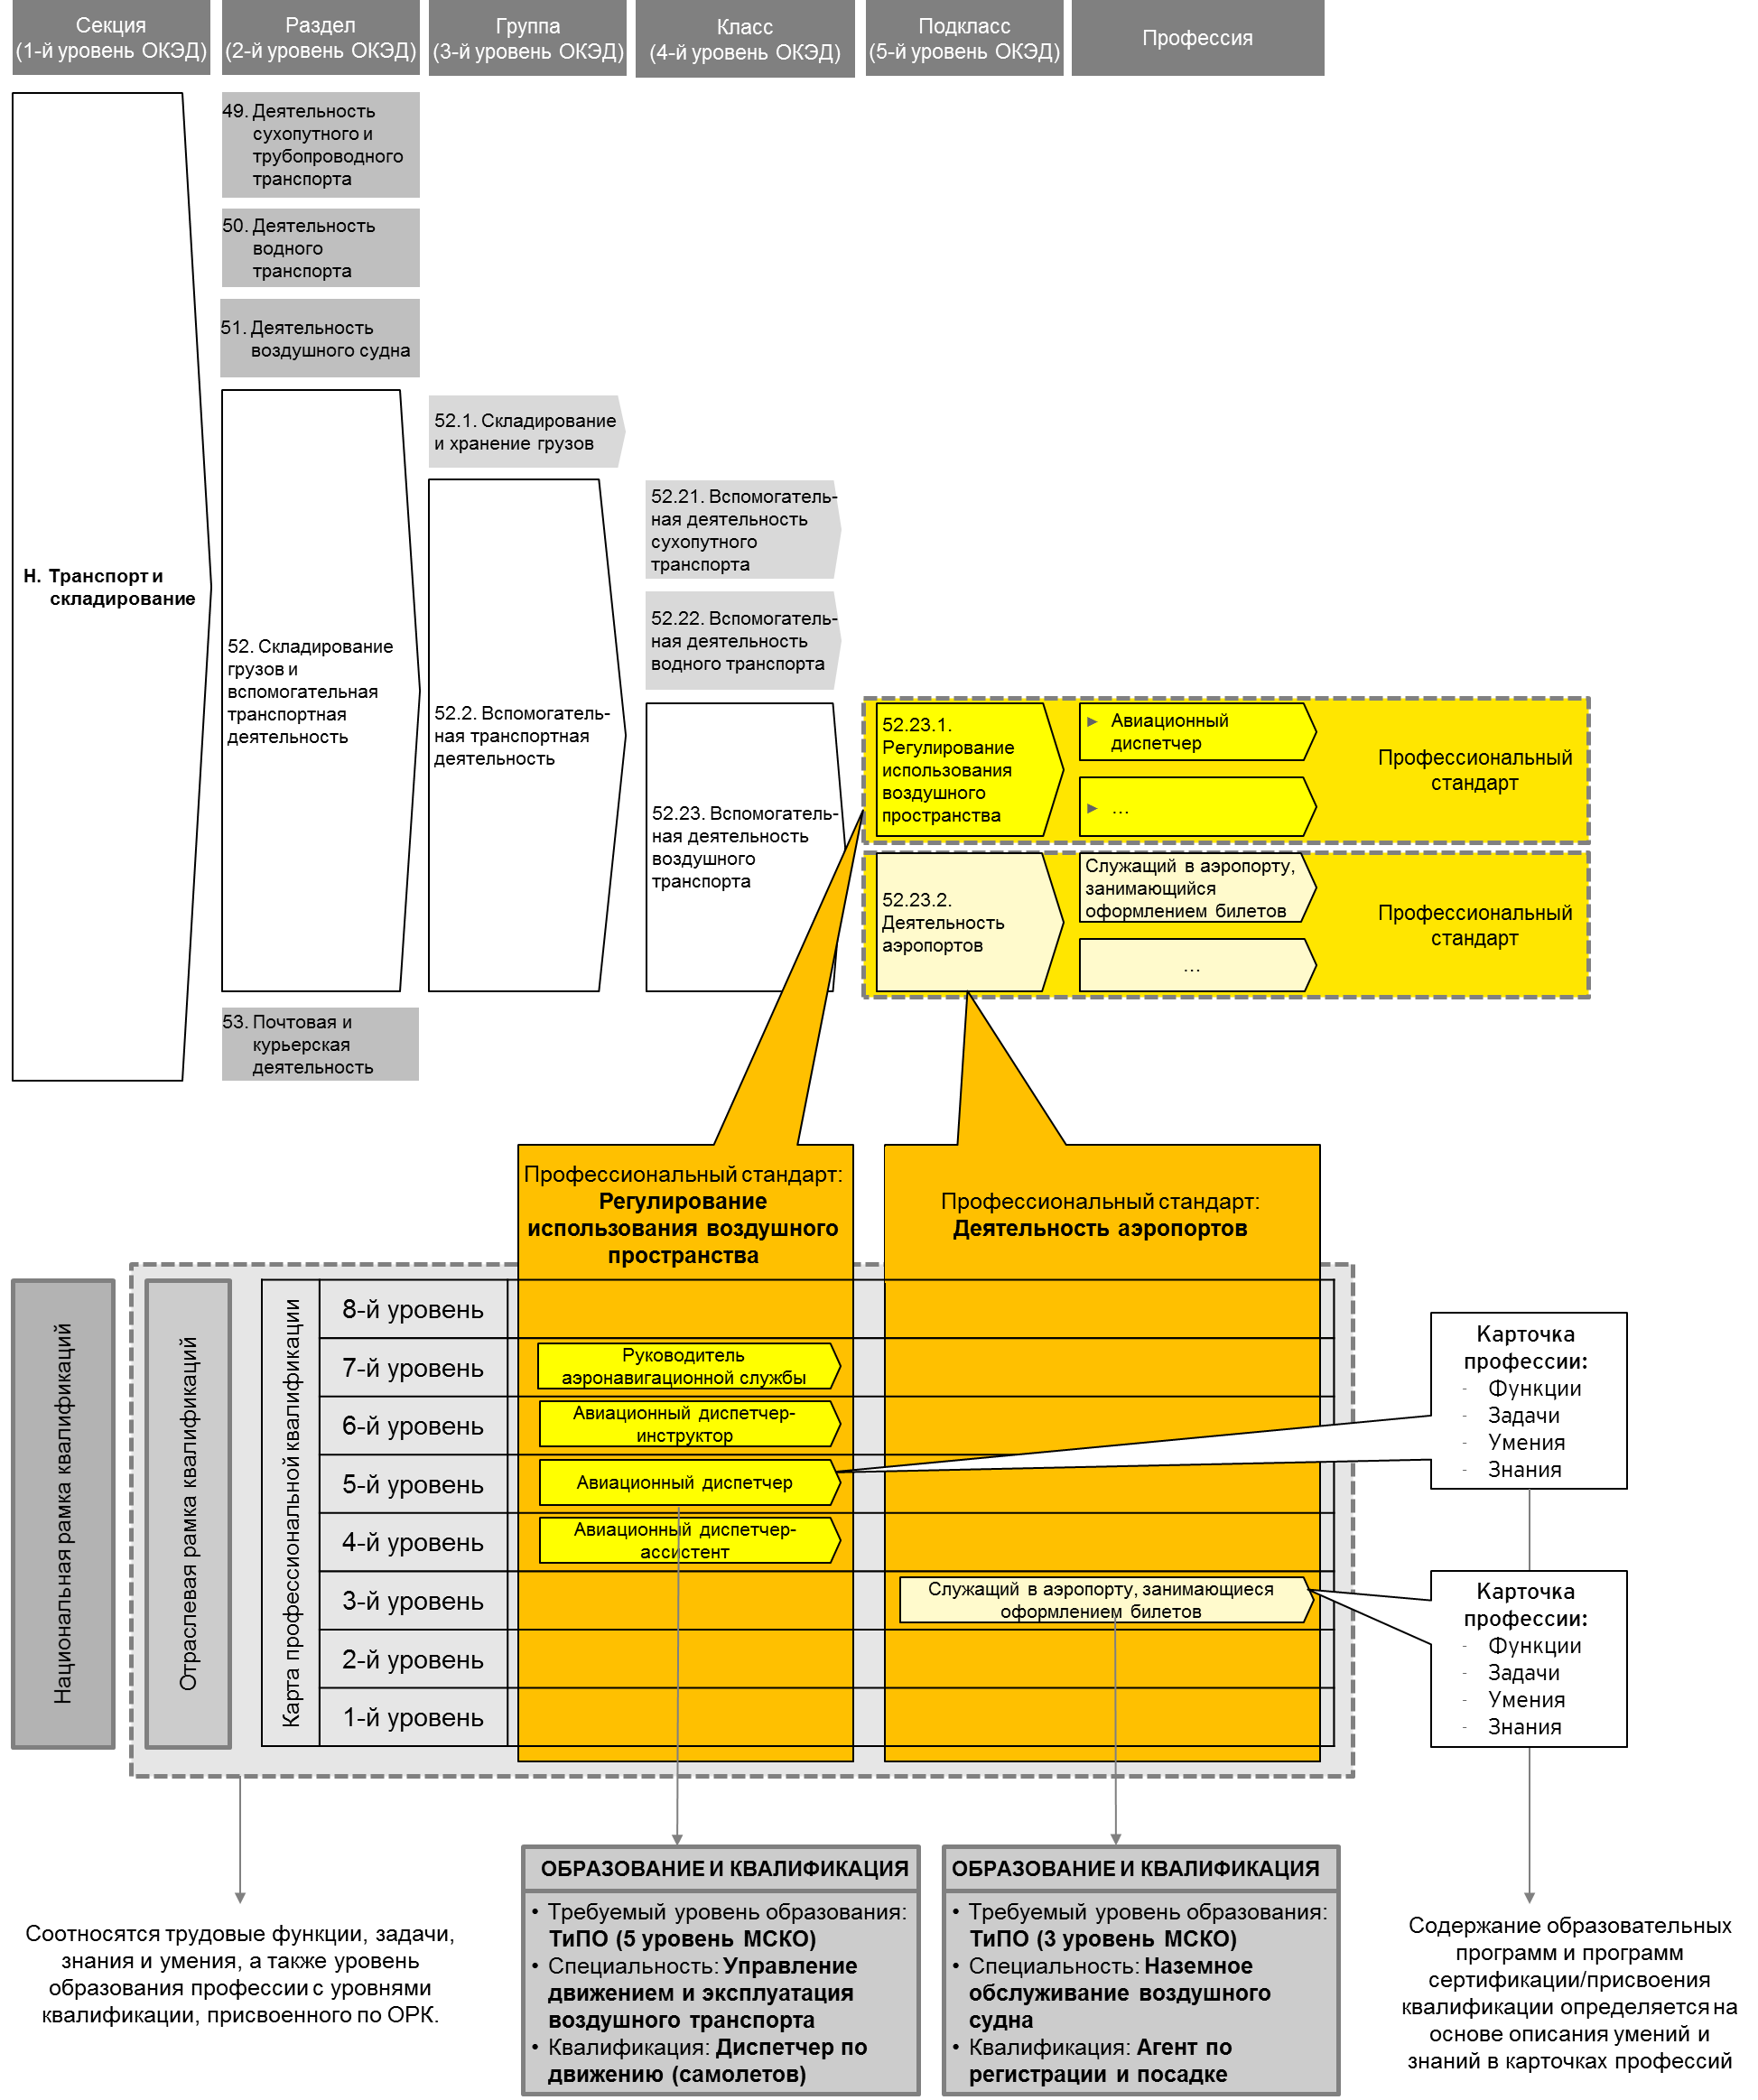 Секция
(1-й уровень ОКЭД)
Раздел
(2-й уровень ОКЭД)
Группа
(3-й уровень ОКЭД)
Класс
(4-й уровень ОКЭД)
Подкласс
(5-й уровень ОКЭД)
Профессия
Н. Транспорт и
складирование
49. Деятельность
сухопутного и
трубопроводного
транспорта
50. Деятельность
водного
транспорта
51. Деятельность
воздушного судна
52. Складирование
грузов и
вспомогательная
транспортная
деятельность
53. Почтовая и
курьерская
деятельность
52.1. Складирование
и хранение грузов
52.2. Вспомогатель-
ная транспортная
деятельность
52.21. Вспомогатель-
ная деятельность
сухопутного
транспорта
52.22. Вспомогатель-
ная деятельность
водного транспорта
52.23. Вспомогатель-
ная деятельность
воздушного
транспорта
52.23.1.
Регулирование
использования
воздушного
пространства
► Авиационный
диспетчер
► ...
Профессиональный
стандарт
52.23.2.
Деятельность
аэропортов
Служащий в аэропорту,
занимающийся
оформлением билетов
...
Профессиональный
стандарт
Профессиональный стандарт:
Регулирование
использования воздушного
пространства
Профессиональный стандарт:
Деятельность аэропортов
Национальная рамка квалификаций
Отраслевая рамка квалификаций
Карта профессиональной квалификации
8-й уровень
7-й уровень
Руководитель
аэронавигационной службы
6-й уровень
Авиационный диспетчер-
инструктор
5-й уровень
Авиационный диспетчер
4-й уровень
Авиационный диспетчер-
ассистент
3-й уровень
Служащий в аэропорту, занимающиеся
оформлением билетов
2-й уровень
1-й уровень
Карточка
профессии:
- Функции
- Задачи
- Умения
- Знания
Карточка
профессии:
- Функции
- Задачи
- Умения
- Знания
Соотносятся трудовые функции, задачи,
знания и умения, а также уровень
образования профессии с уровнями
квалификации, присвоенного по ОРК.
ОБРАЗОВАНИЕ И КВАЛИФИКАЦИЯ
• Требуемый уровень образования:
ТиПО (5 уровень МСКО)
• Специальность: Управление
движением и эксплуатация
воздушного транспорта
• Квалификация: Диспетчер по
движению (самолетов)
ОБРАЗОВАНИЕ И КВАЛИФИКАЦИЯ
• Требуемый уровень образования:
ТиПО (3 уровень МСКО)
• Специальность: Наземное
обслуживание воздушного
судна
• Квалификация: Агент по
регистрации и посадке
Содержание образовательных
программ и программ
сертификации/присвоения
квалификации определяется на
основе описания умений и
знаний в карточках профессий